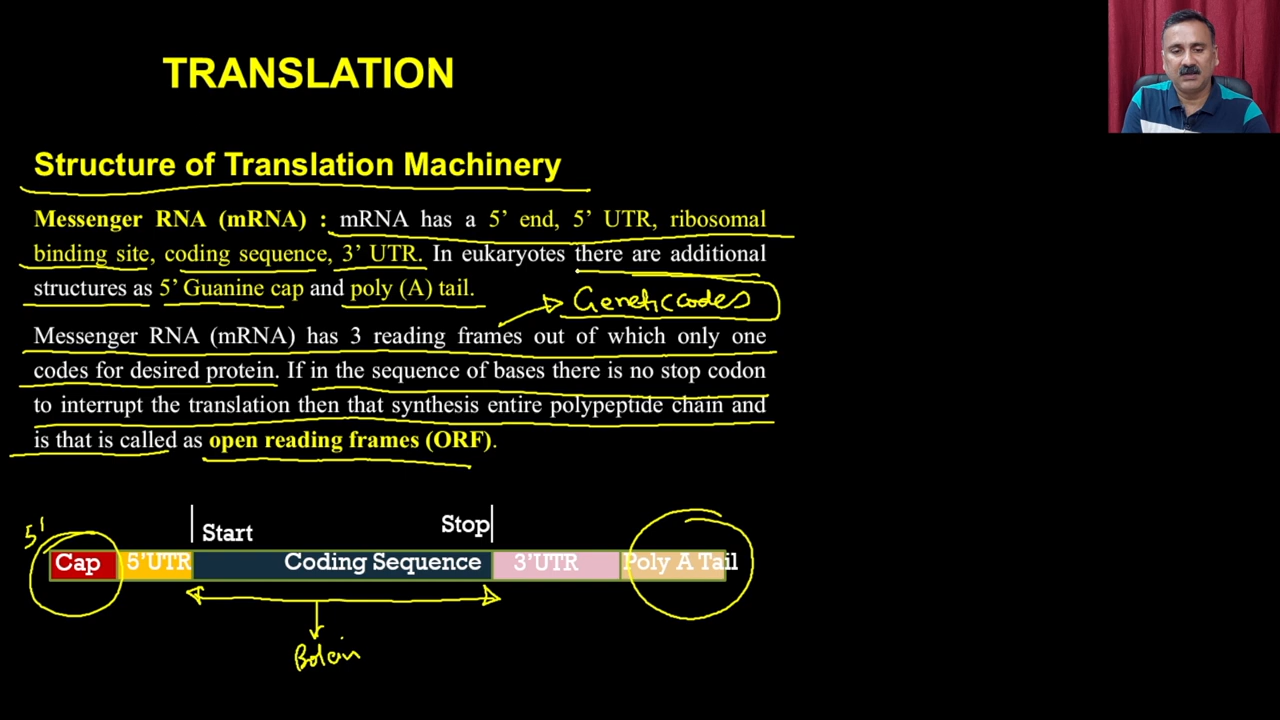 TRANSLATION
Structure of Translation Machinery
Messenger RNA (mRNA) : mRNA has a 5’ end, 5’ UTR, ribosomal
binding site, coding sequence, 3’ UTR. In eukaryotes there are additional
structures as 5’ Guanine cap and poly (A) tail.
Genetic codes
Messenger RNA (mRNA) has 3 reading frames out of which only one
codes for desired protein. If in the sequence of bases there is no stop codon
to interrupt the translation then that synthesis entire polypeptide chain and
is that is called as open reading frames (ORF).
5'
Start Stop
Cap 5’UTR Coding Sequence 3’UTR Poly A Tail